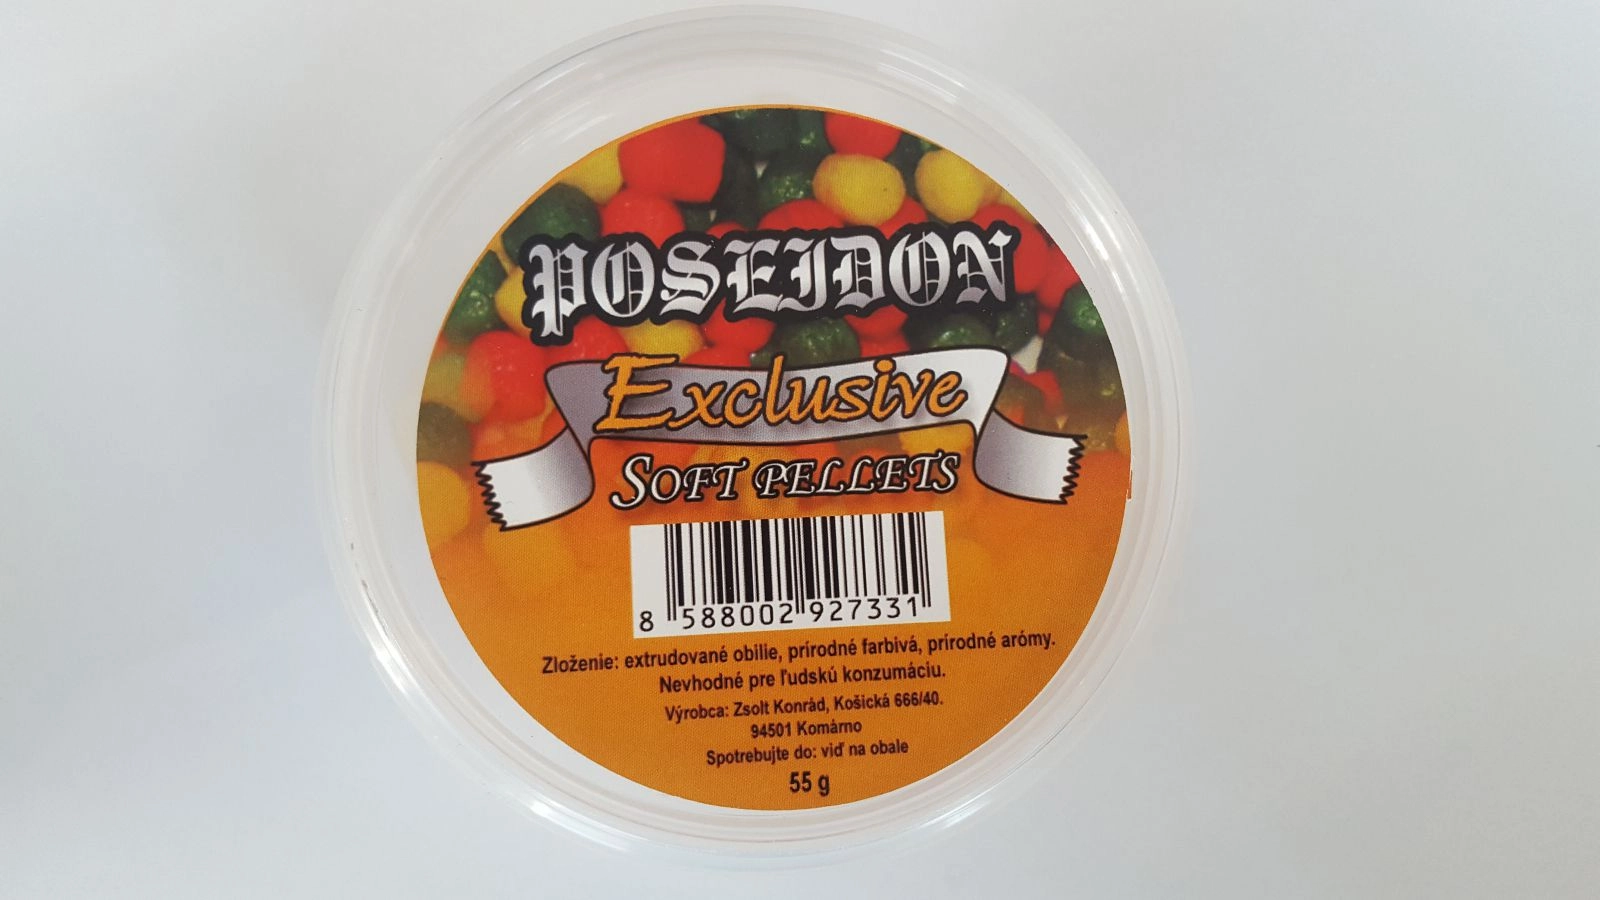 POSEIDON
Exclusive
SOFT PELLETS
8 588002 927331
Zloženie: extrudované obilie, prírodné farbivá, prírodné arómy.
Nevhodné pre ľudskú konzumáciu.
Výrobca: Zsolt Konrád, Košická 666/40.
94501 Komárno
Spotrebujte do: viď na obale
55 g